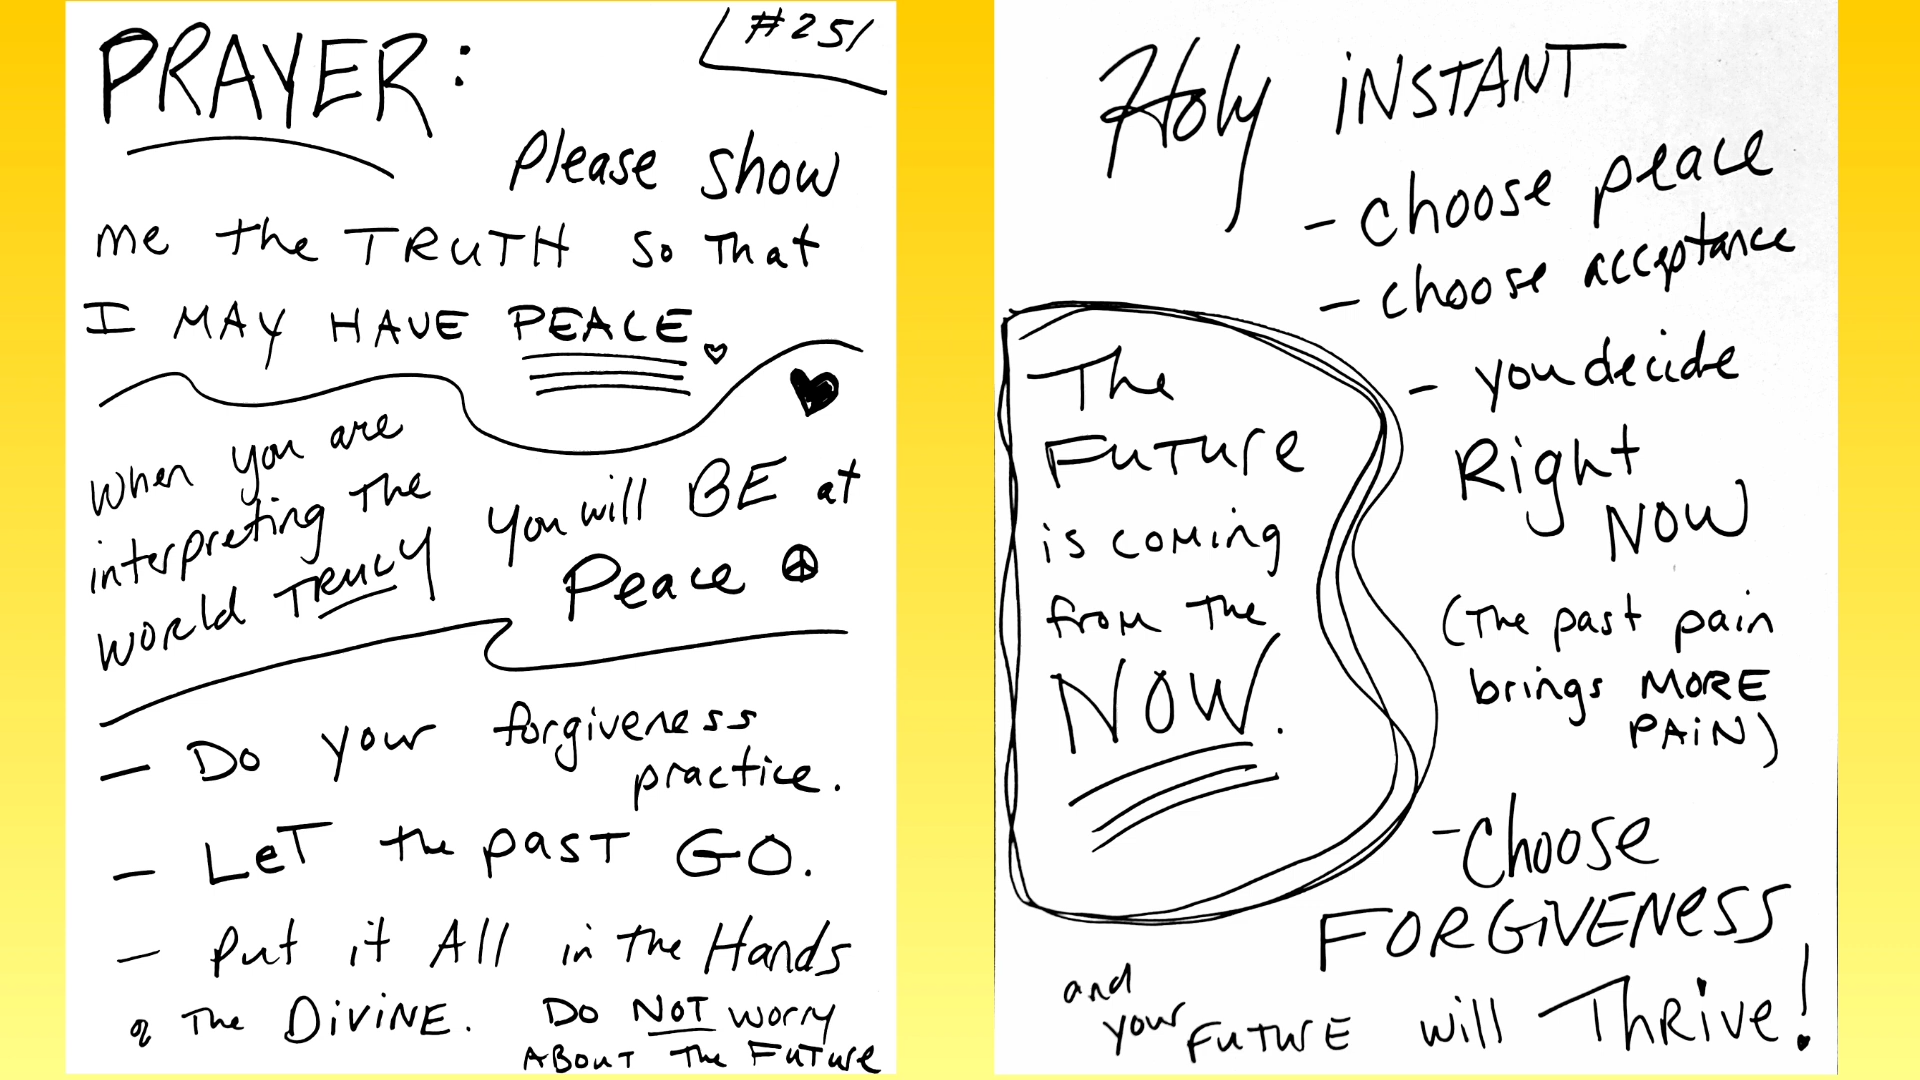 #251
PRAYER:
Please show
me the TRUTH so That
I MAY HAVE PEACE
When you are
interpreting the
world TRULY
you will BE at
Peace
- Do your forgiveness
practice.
- LeT the past GO.
- Put it All in the Hands
of The DiViNE.
Do NOT worry
ABOUT The FUTURE
Holy iNSTANT
- choose peace
- choose acceptance
- you decide
Right
NOW
(The past pain
brings MORE
PAiN)
The
FUTURE
is coming
from The
NOW.
- Choose
FORGiVENeSS
and
your FUTURE will Thrive!